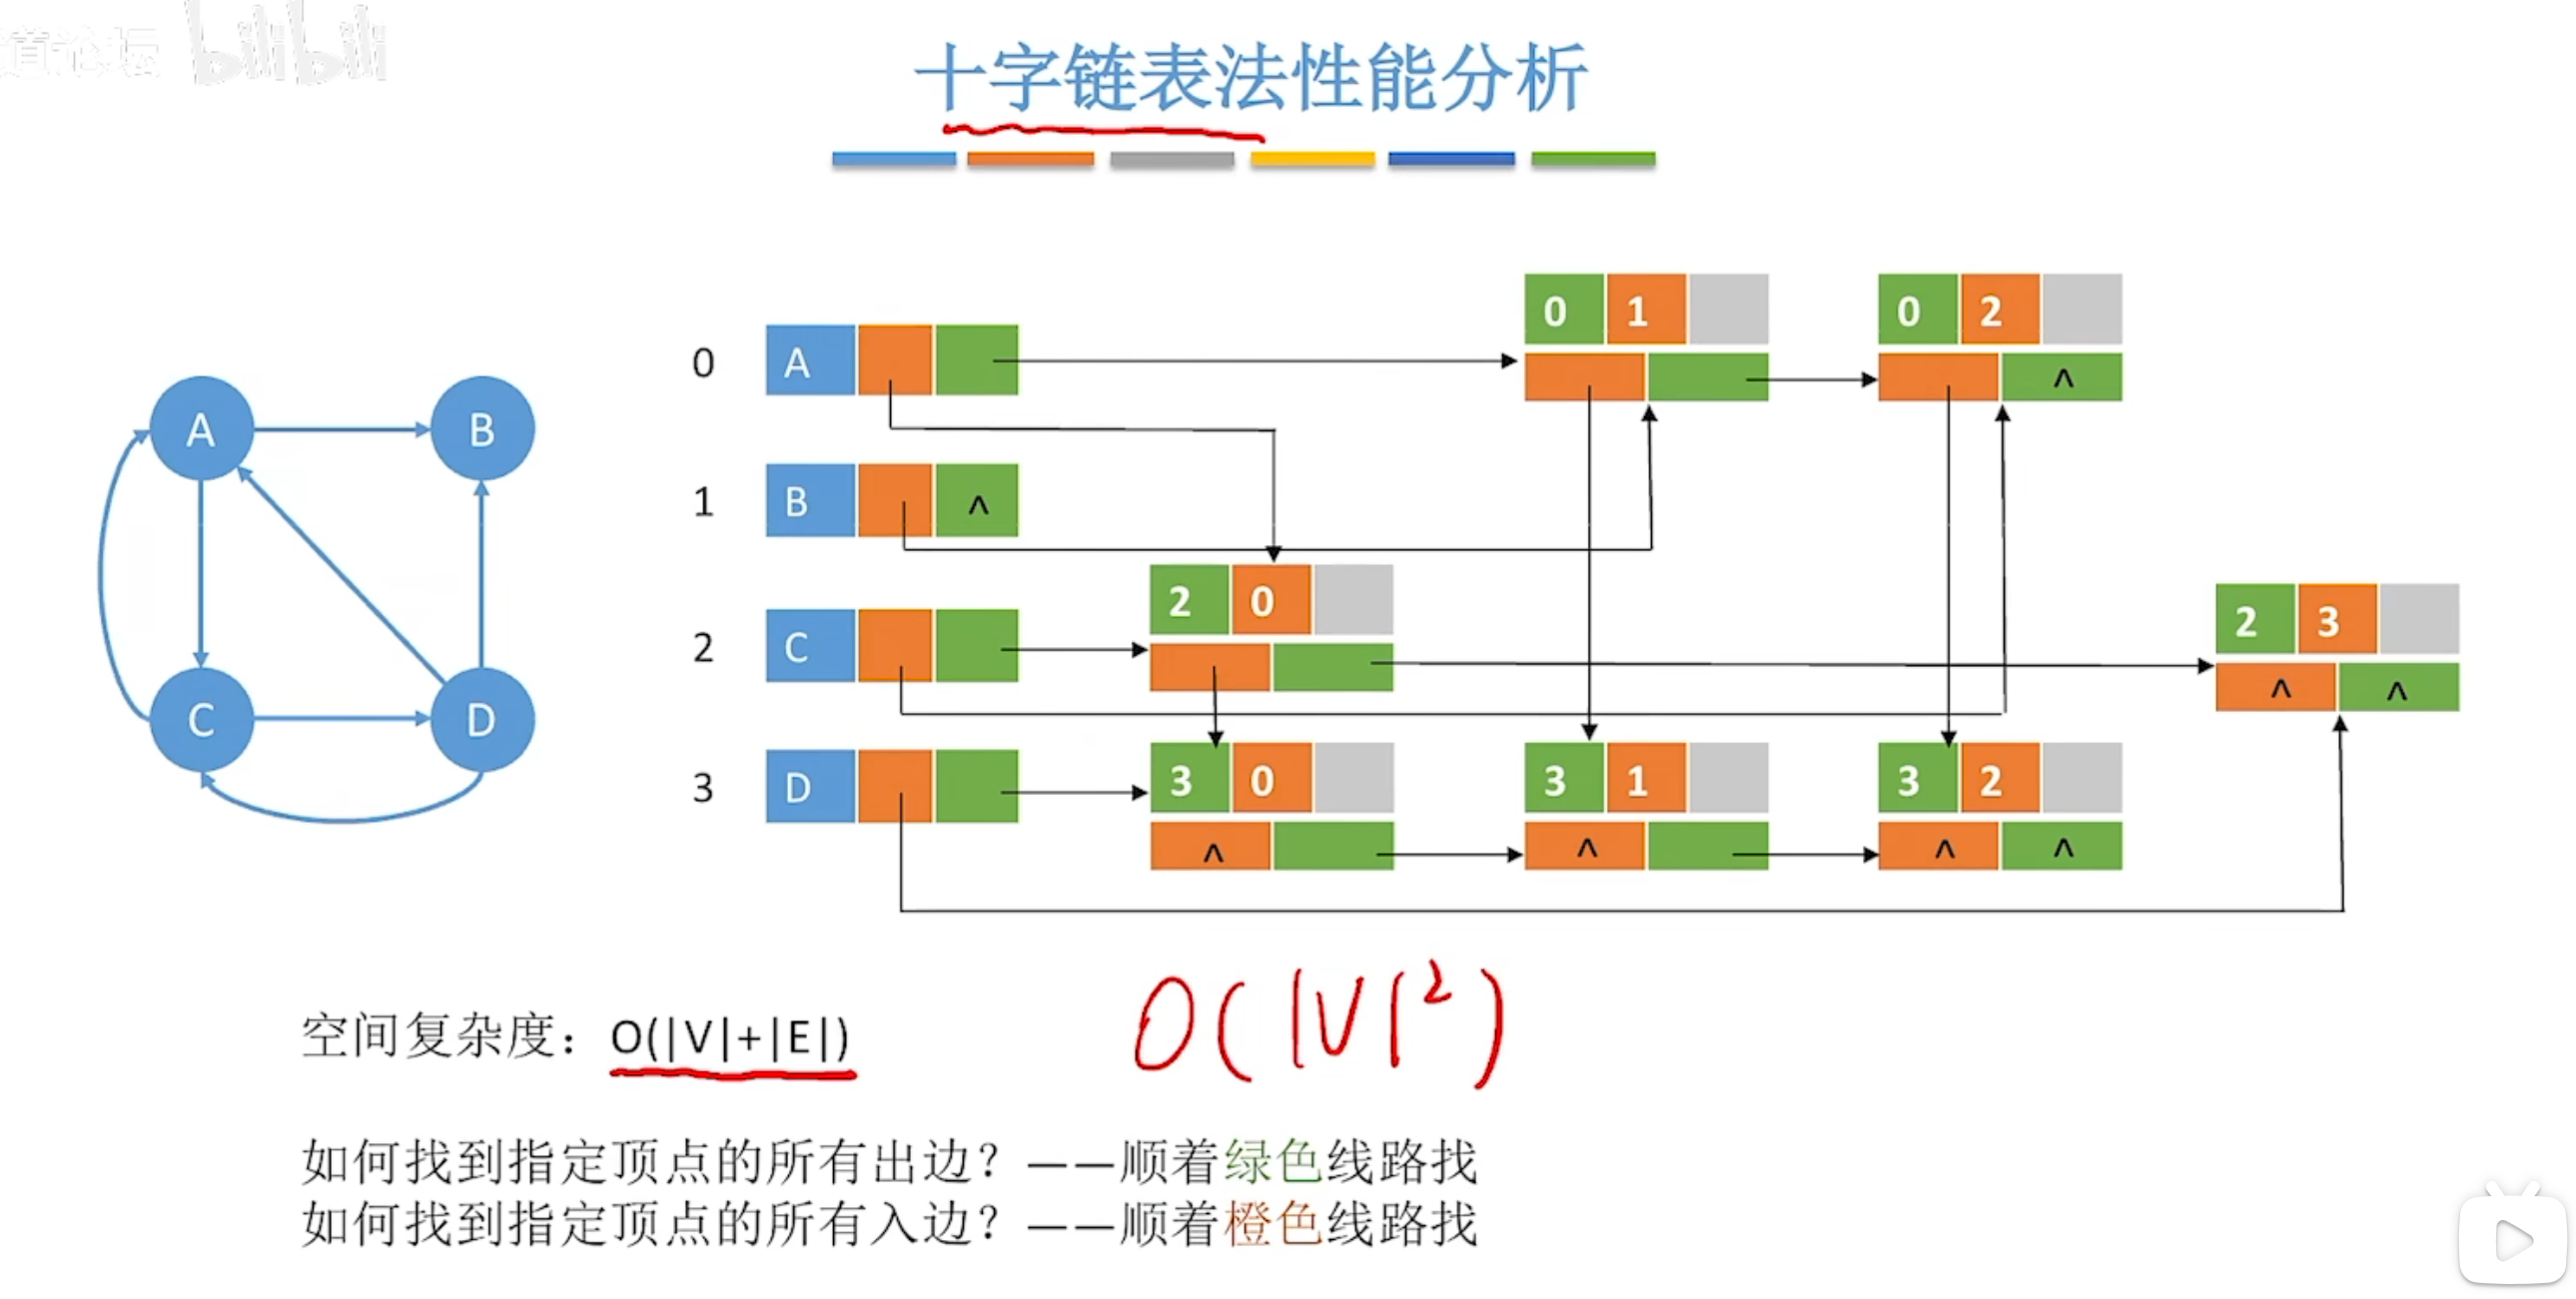 道论坛 bilibili
十字链表法性能分析
0 1
0 2
0 A
^
A B
1 B ^
2 0
2 3
2 C
^ ^
C D
3 D
3 0
3 1
3 2
^
^
^ ^
O(|V|²)
空间复杂度：O(|V|+|E|)
如何找到指定顶点的所有出边？——顺着绿色线路找
如何找到指定顶点的所有入边？——顺着橙色线路找